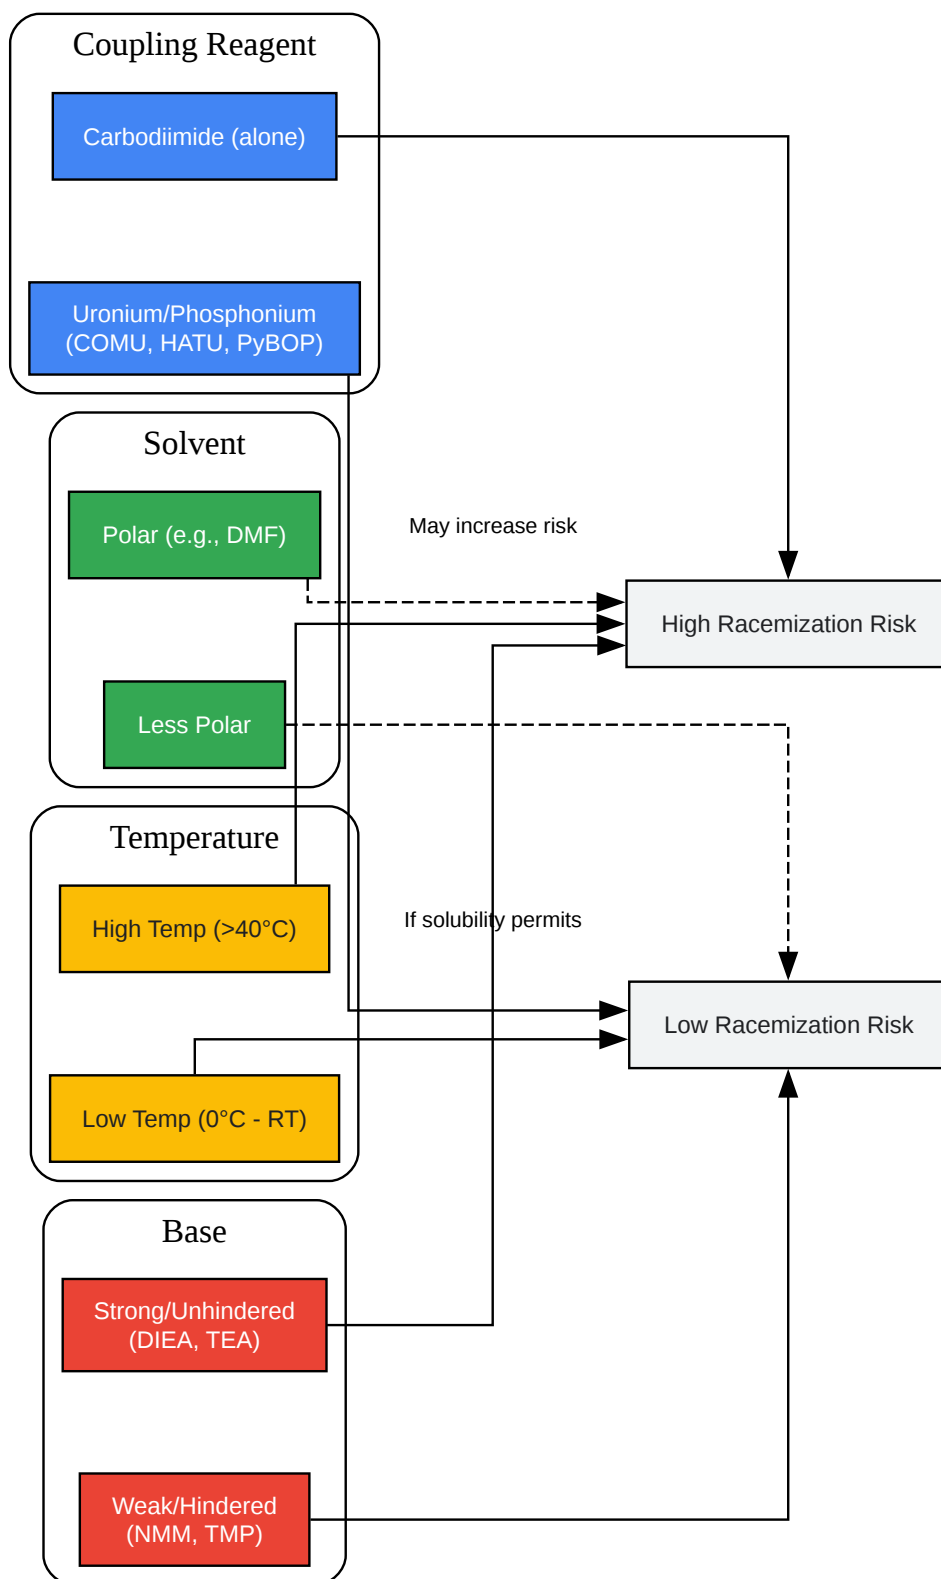 Coupling Reagent
Carbodiimide (alone)
Uronium/Phosphonium
(COMU, HATU, PyBOP)
Solvent
Polar (e.g., DMF)
May increase risk
High Racemization Risk
Less Polar
Temperature
High Temp (>40°C)
If solubility permits
Low Racemization Risk
Low Temp (0°C - RT)
Base
Strong/Unhindered
(DIEA, TEA)
Weak/Hindered
(NMM, TMP)